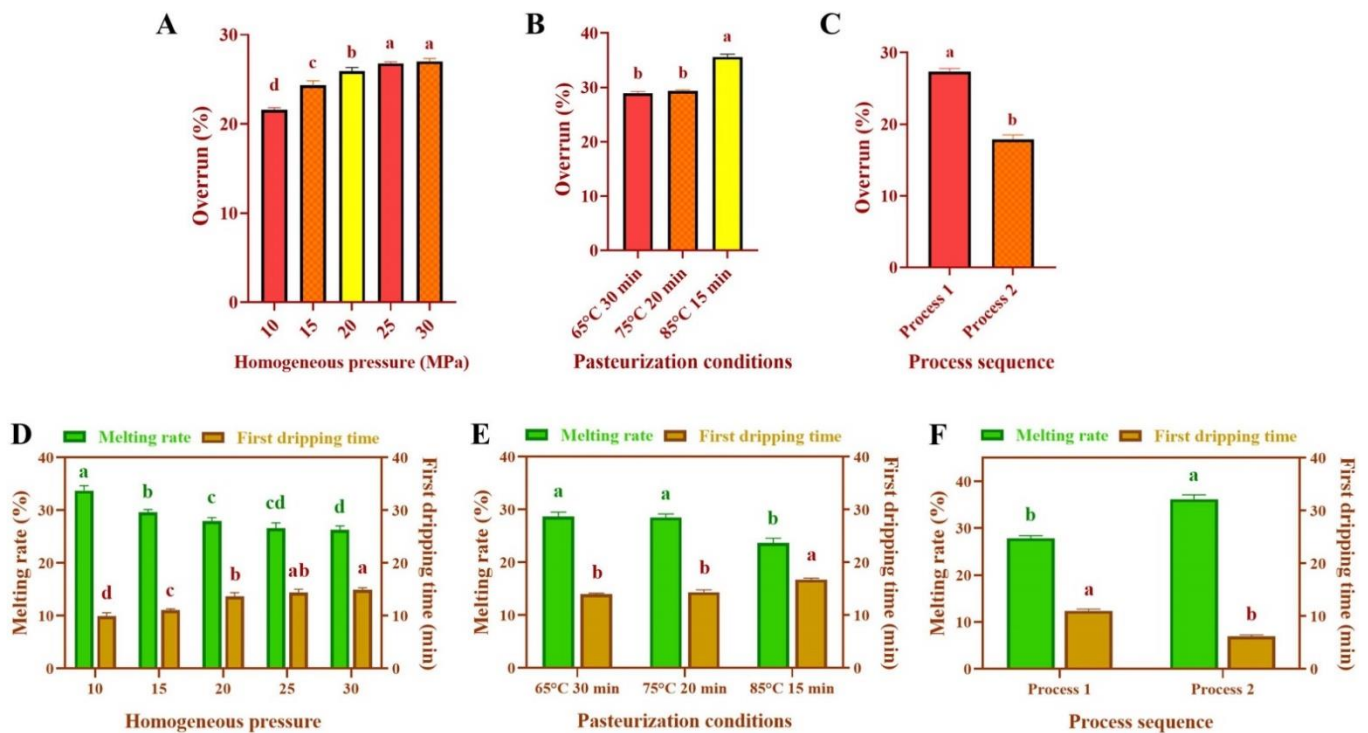 A
Overrun (%)
30
20
10
0
d
c
b
a
a
10
15
20
25
30
Homogeneous pressure (MPa)
B
Overrun (%)
40
30
20
10
0
b
b
a
65°C 30 min
75°C 20 min
85°C 15 min
Pasteurization conditions
C
Overrun (%)
30
20
10
0
a
b
Process 1
Process 2
Process sequence
D
Melting rate
First dripping time
Melting rate (%)
40
30
20
10
0
a
b
c
cd
d
d
c
b
ab
a
40
30
20
10
0
First dripping time (min)
10
15
20
25
30
Homogeneous pressure
E
Melting rate
First dripping time
Melting rate (%)
40
30
20
10
0
a
a
b
b
b
a
40
30
20
10
0
First dripping time (min)
65°C 30 min
75°C 20 min
85°C 15 min
Pasteurization conditions
F
Melting rate
First dripping time
Melting rate (%)
40
30
20
10
0
b
a
a
b
40
30
20
10
0
First dripping time (min)
Process 1
Process 2
Process sequence